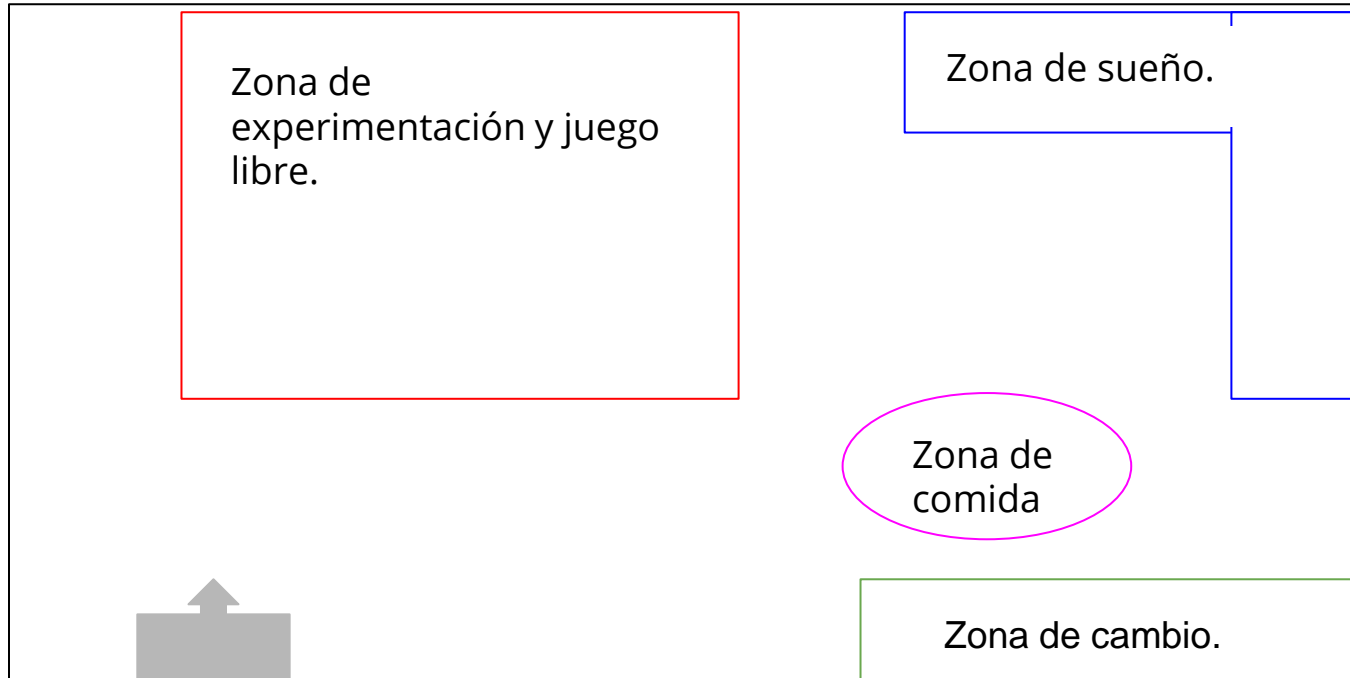 Zona de
experimentación y juego
libre.
Zona de sueño.
Zona de
comida
Zona de cambio.